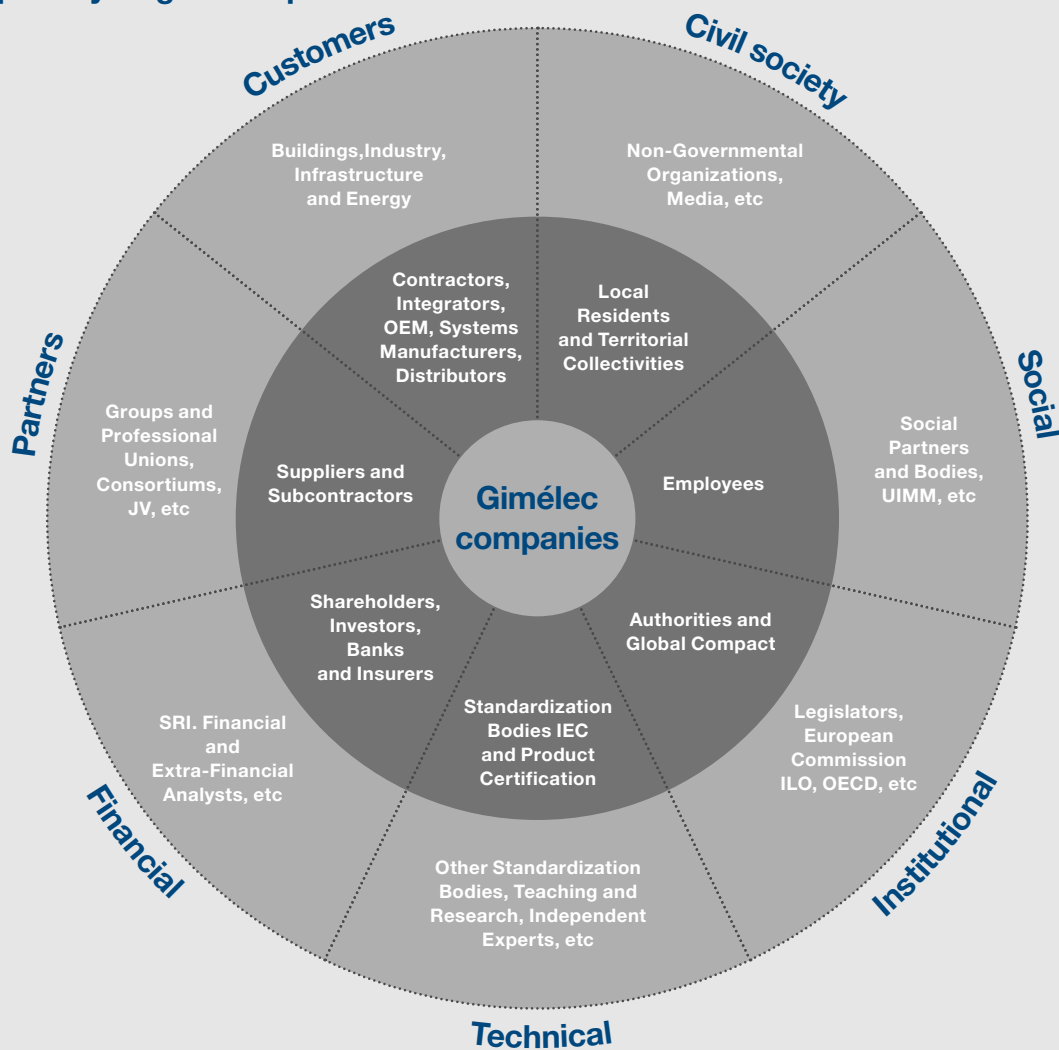 Customers
Civil society
Buildings,Industry,
Infrastructure
and Energy
Non-Governmental
Organizations,
Media, etc
Contractors,
Integrators,
OEM, Systems
Manufacturers,
Distributors
Local
Residents
and Territorial
Collectivities
Partners
Social
Groups and
Professional
Unions,
Consortiums,
JV, etc
Suppliers and
Subcontractors
Gimélec
companies
Employees
Social
Partners
and Bodies,
UIMM, etc
Shareholders,
Investors,
Banks
and Insurers
Authorities and
Global Compact
Standardization
Bodies IEC
and Product
Certification
SRI. Financial
and
Extra-Financial
Analysts, etc
Legislators,
European
Commission
ILO, OECD, etc
Financial
Institutional
Other Standardization
Bodies, Teaching and
Research, Independent
Experts, etc
Technical